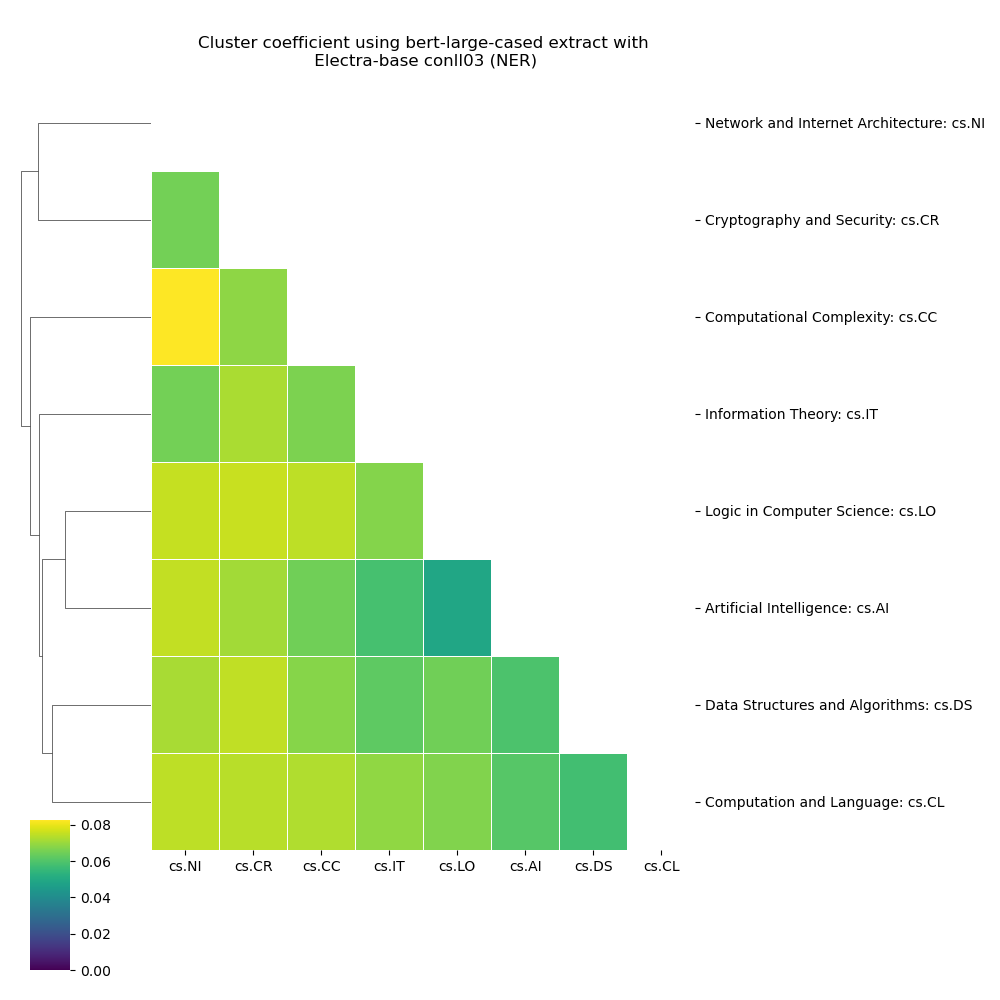 Cluster coefficient using bert-large-cased extract with
Electra-base conll03 (NER)
Network and Internet Architecture: cs.NI
Cryptography and Security: cs.CR
Computational Complexity: cs.CC
Information Theory: cs.IT
Logic in Computer Science: cs.LO
Artificial Intelligence: cs.AI
Data Structures and Algorithms: cs.DS
Computation and Language: cs.CL
cs.NI cs.CR cs.CC cs.IT cs.LO cs.AI cs.DS cs.CL
0.08
0.06
0.04
0.02
0.00